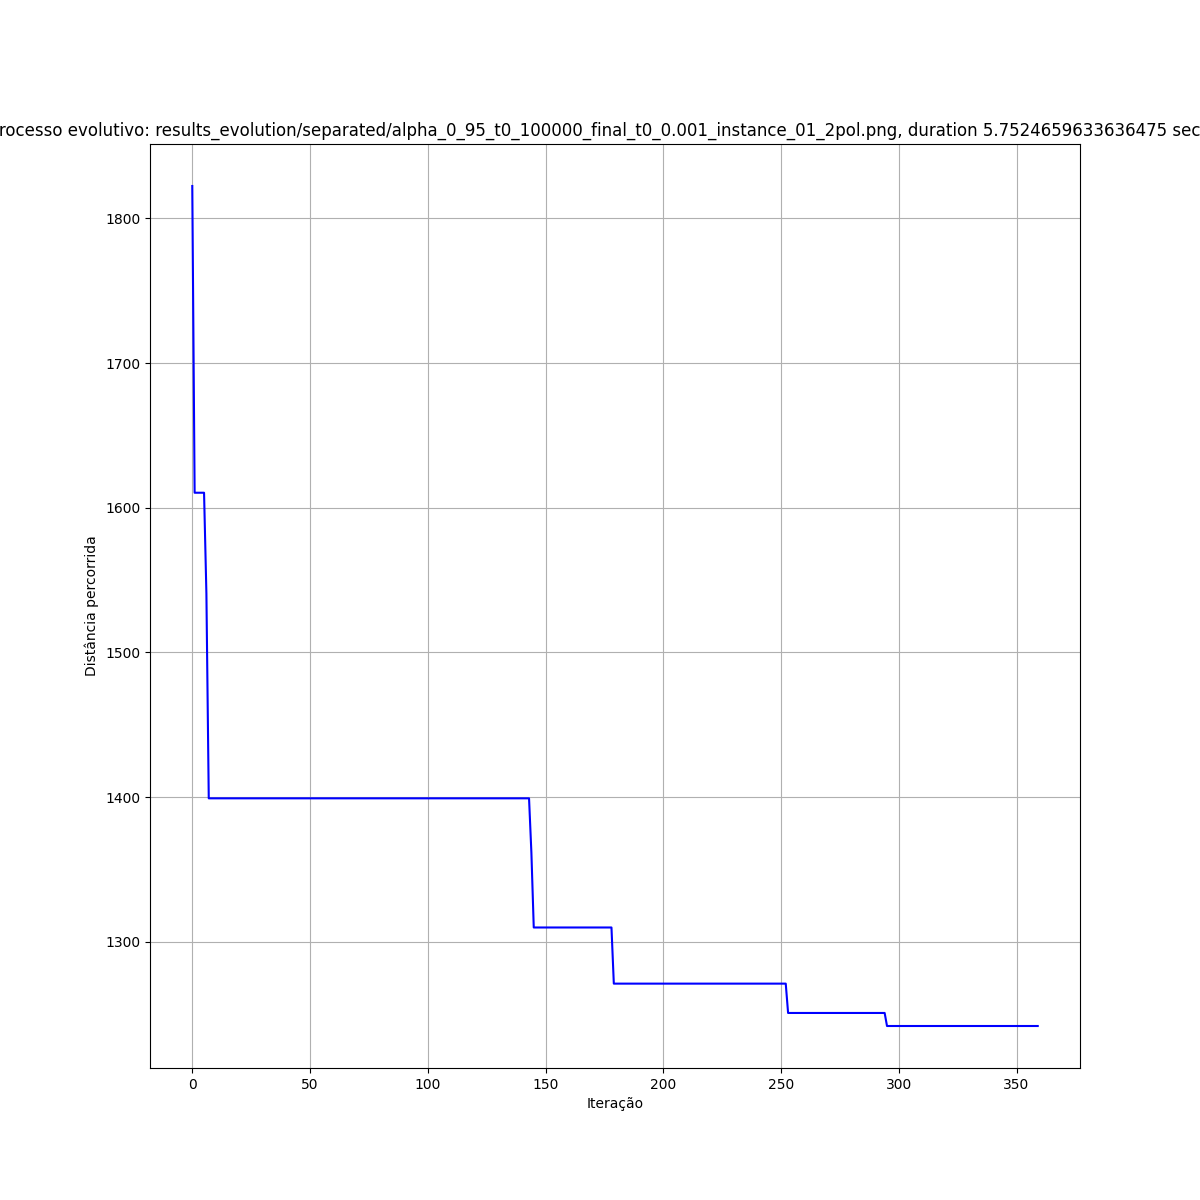 rocesso evolutivo: results_evolution/separated/alpha_0_95_t0_100000_final_t0_0.001_instance_01_2pol.png, duration 5.7524659633636475 sec
1800
1700
1600
1500
1400
1300
Distância percorrida
0 50 100 150 200 250 300 350
Iteração